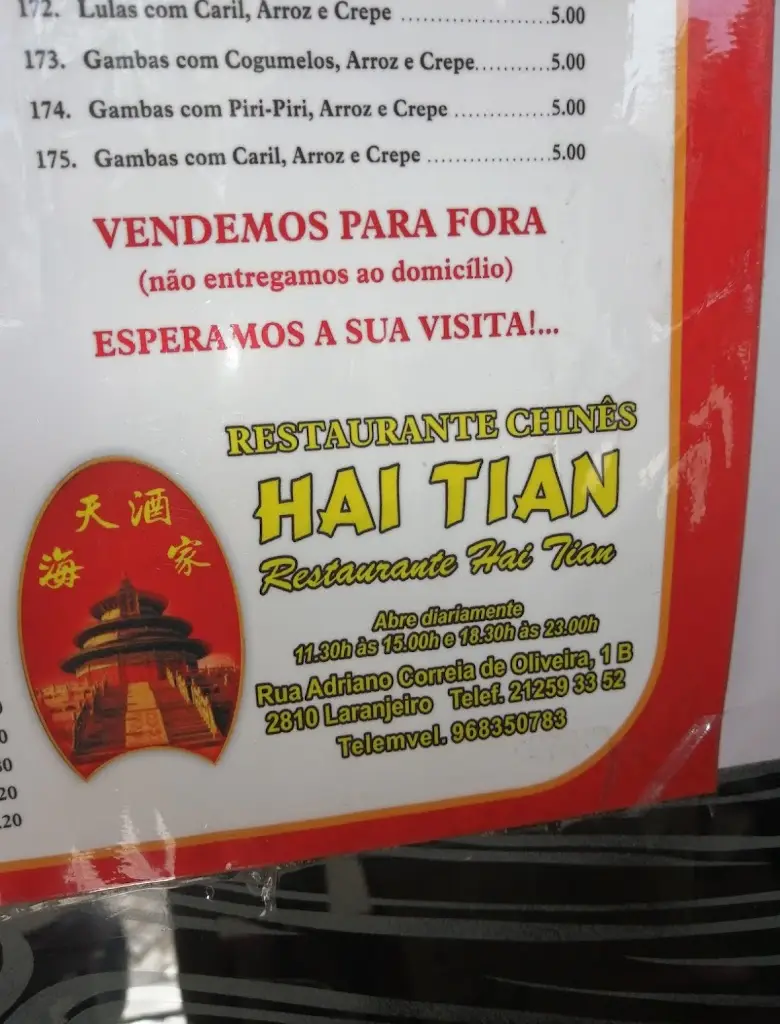 172. Lulas com Caril, Arroz e Crepe ..................... 5.00
173. Gambas com Cogumelos, Arroz e Crepe .......... 5.00
174. Gambas com Piri-Piri, Arroz e Crepe .............. 5.00
175. Gambas com Caril, Arroz e Crepe .................. 5.00
VENDEMOS PARA FORA
(não entregamos ao domicílio)
ESPERAMOS A SUA VISITA!...
RESTAURANTE CHINÊS
HAI TIAN
Restaurante Hai Tian
海天酒家
Abre diariamente
11.30h às 15.00h e 18.30h às 23.00h
Rua Adriano Correia de Oliveira, 1 B
2810 Laranjeiro Telef. 21259 33 52
Telemvel. 968350783